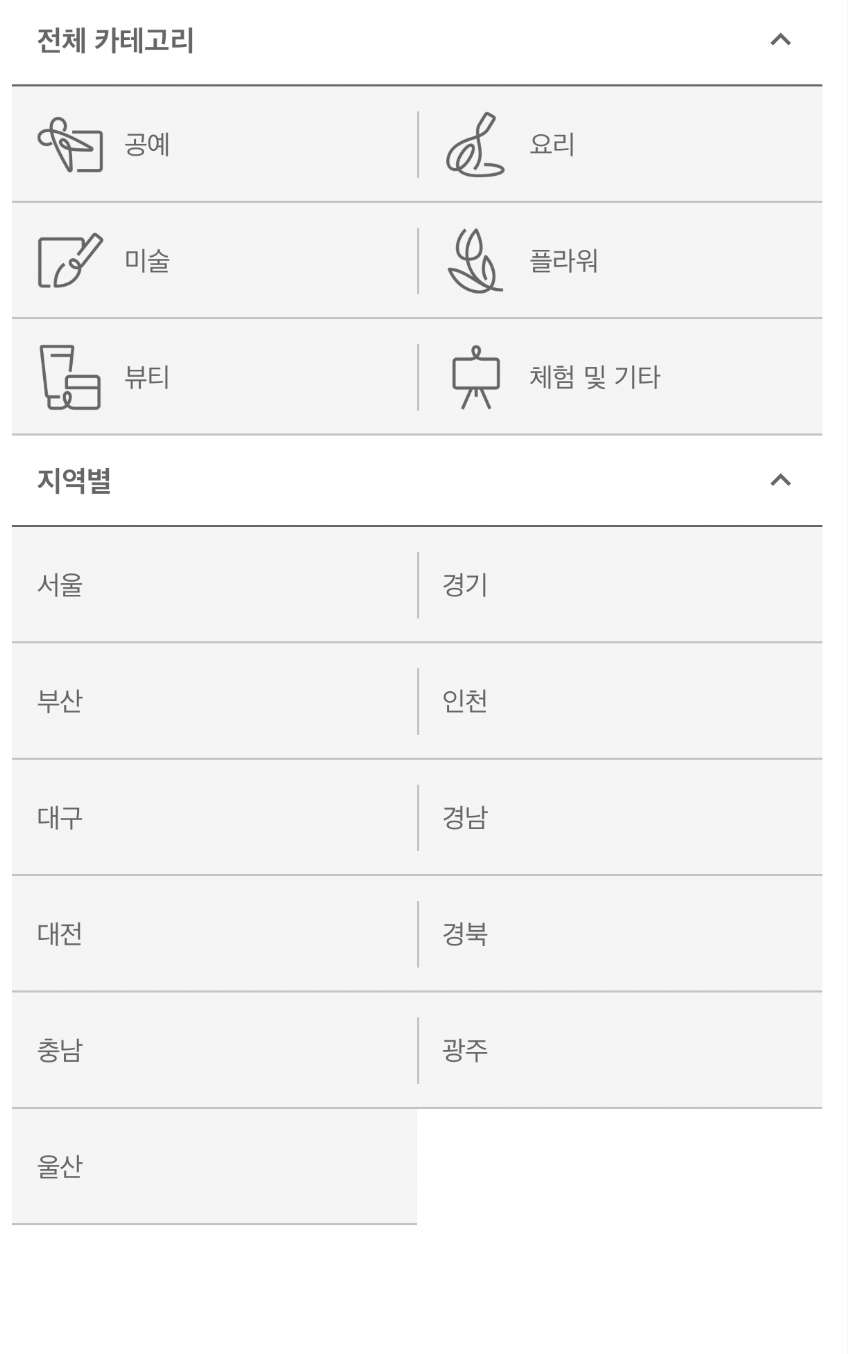 전체 카테고리
공예
요리
미술
플라워
뷰티
체험 및 기타
지역별
서울
경기
부산
인천
대구
경남
대전
경북
충남
광주
울산